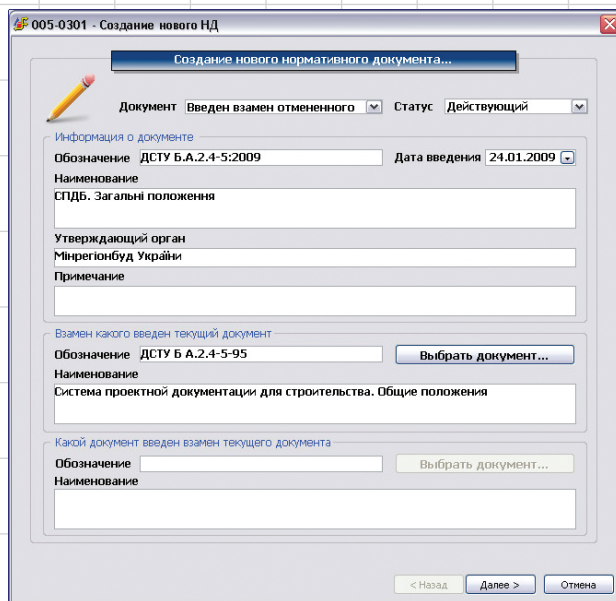 005-0301 - Создание нового НД
Создание нового нормативного документа...
Документ Введен взамен отмененного Статус Действующий
Информация о документе
Обозначение ДСТУ Б.А.2.4-5:2009 Дата введения 24.01.2009
Наименование
СПДБ. Загальні положення
Утверждающий орган
Мінрегіонбуд України
Примечание
Взамен какого введен текущий документ
Обозначение ДСТУ Б А.2.4-5-95 Выбрать документ...
Наименование
Система проектной документации для строительства. Общие положения
Какой документ введен взамен текущего документа
Обозначение Выбрать документ...
Наименование
< Назад Далее > Отмена